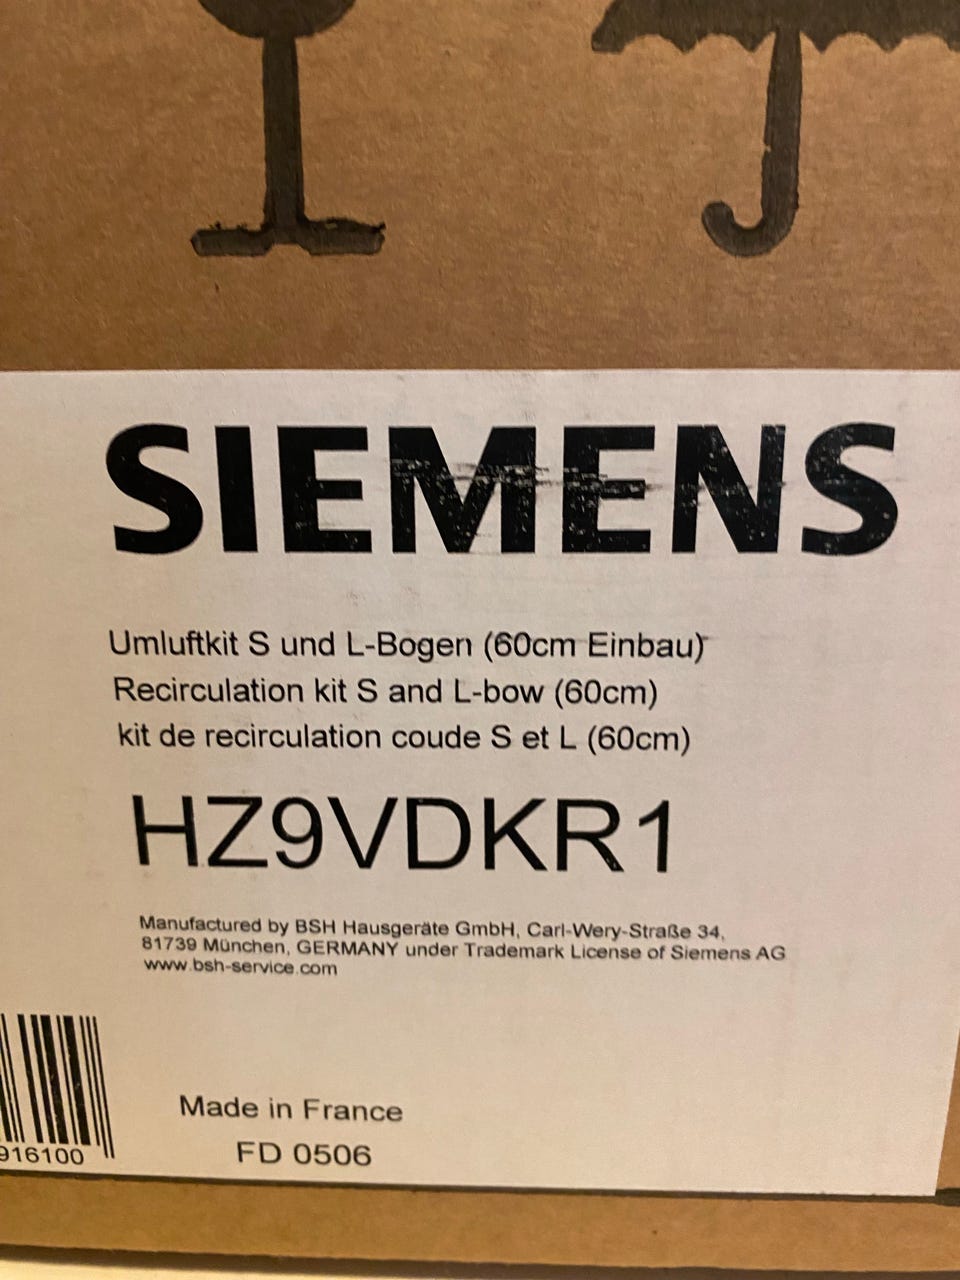 SIEMENS
Umluftkit S und L-Bogen (60cm Einbau)
Recirculation kit S and L-bow (60cm)
kit de recirculation coude S et L (60cm)
HZ9VDKR1
Manufactured by BSH Hausgeräte GmbH, Carl-Wery-Straße 34,
81739 München, GERMANY under Trademark License of Siemens AG
www.bsh-service.com
916100
Made in France
FD 0506